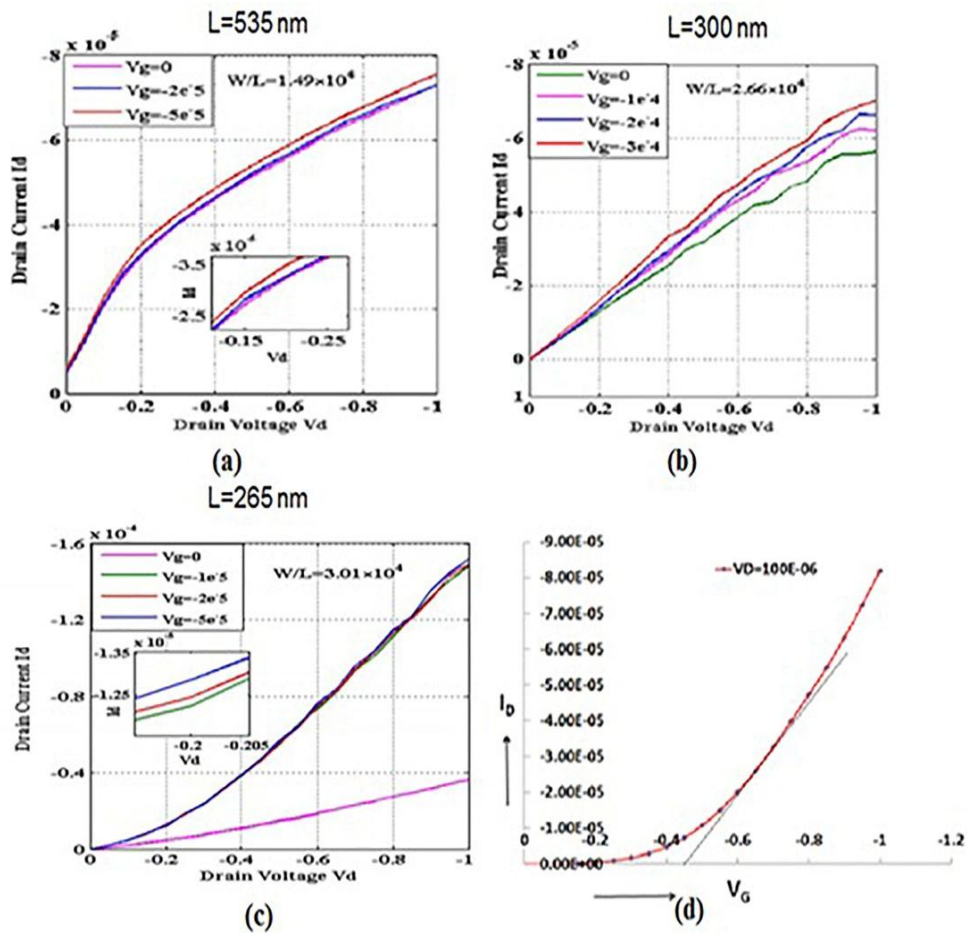 L=535 nm
x 10⁻⁵
-8
-6
-4
-2
0
Drain Current Id
Vg=0
Vg=-2e⁻5
Vg=-5e⁻5
W/L=1.49×10⁴
x 10⁻⁴
-3.5
-2.5
Id
-0.15
-0.25
Vd
0
-0.2
-0.4
-0.6
-0.8
-1
Drain Voltage Vd
(a)
L=300 nm
x 10⁻⁵
-8
-6
-4
-2
0
1
Drain Current Id
Vg=0
Vg=-1e⁻4
Vg=-2e⁻4
Vg=-3e⁻4
W/L=2.66×10⁴
0
-0.2
-0.4
-0.6
-0.8
-1
Drain Voltage Vd
(b)
L=265 nm
x 10⁻⁴
-1.6
-1.2
-0.8
-0.4
0
Drain Current Id
Vg=0
Vg=-1e⁻5
Vg=-2e⁻5
Vg=-5e⁻5
W/L=3.01×10⁴
-1.35
-1.25
Id
-0.2
-0.205
Vd
0
-0.2
-0.4
-0.6
-0.8
-1
Drain Voltage Vd
(c)
-9.00E-05
-8.00E-05
-7.00E-05
-6.00E-05
-5.00E-05
-4.00E-05
-3.00E-05
-2.00E-05
-1.00E-05
0.00E+00
VD=100E-06
I_D
0
-0.2
-0.4
-0.6
-0.8
-1
-1.2
V_G
(d)